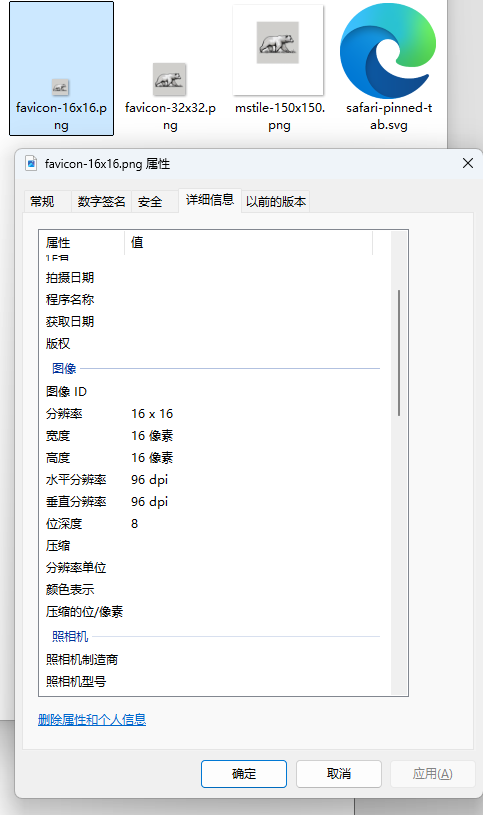 favicon-16x16.p
ng
favicon-32x32.p
ng
mstile-150x150.
png
safari-pinned-t
ab.svg
favicon-16x16.png 属性
常规 数字签名 安全 详细信息 以前的版本
属性 值
拍摄日期
程序名称
获取日期
版权
图像
图像 ID
分辨率 16 x 16
宽度 16 像素
高度 16 像素
水平分辨率 96 dpi
垂直分辨率 96 dpi
位深度 8
压缩
分辨率单位
颜色表示
压缩的位/像素
照相机
照相机制造商
照相机型号
删除属性和个人信息
确定 取消 应用(A)